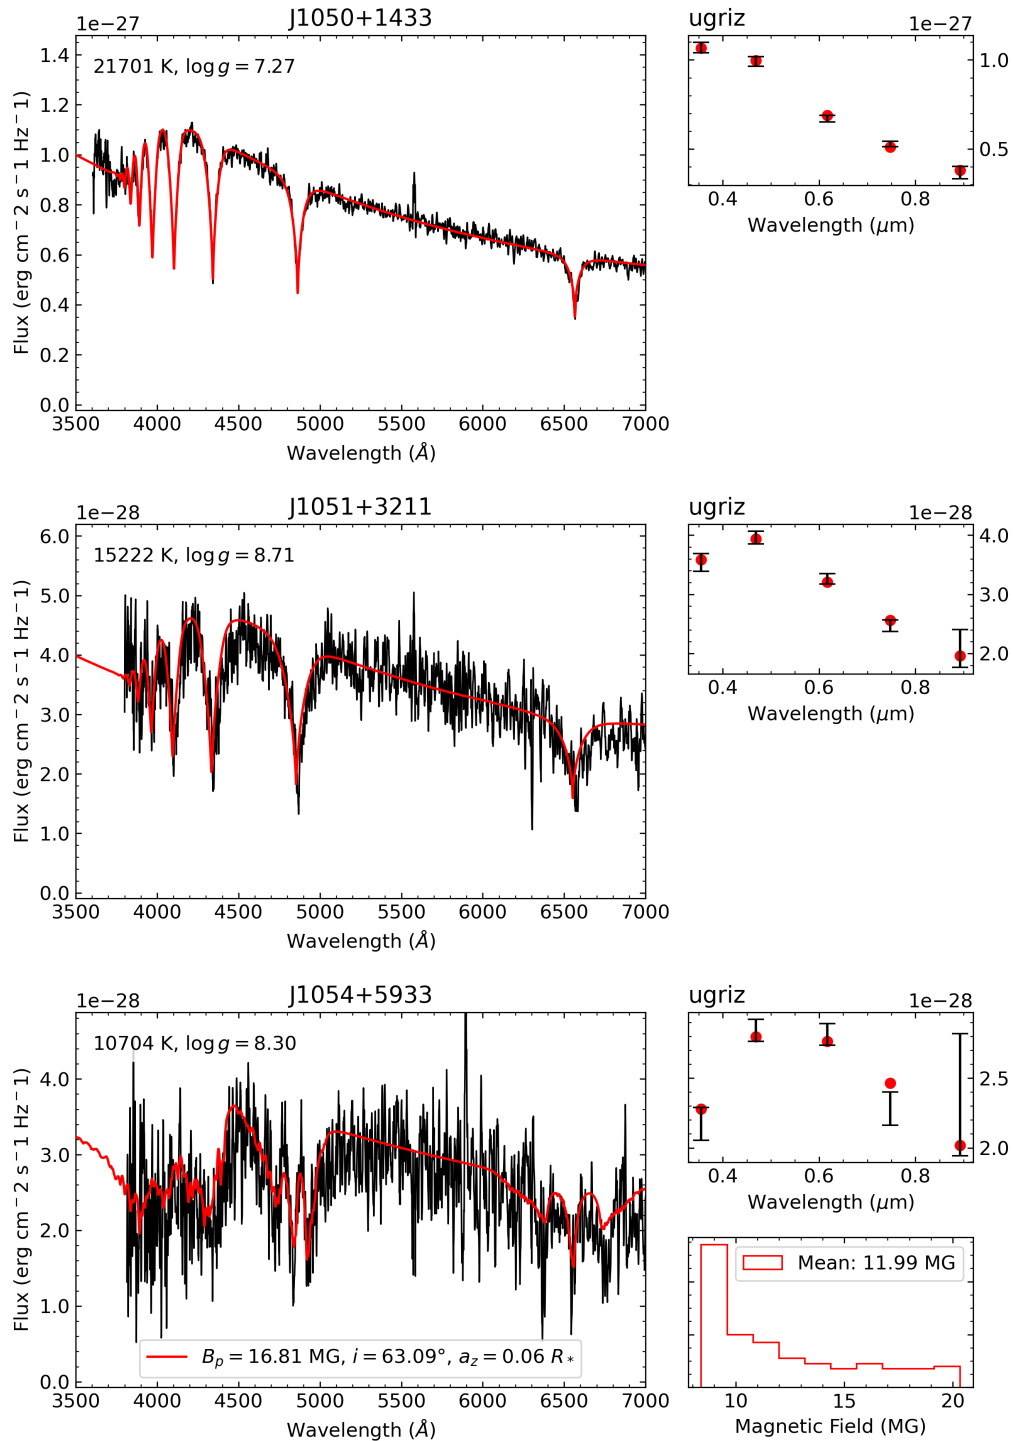 J1050+1433
ugriz
1e−27
1e−27
21701 K, log g = 7.27
1.4
1.2
1.0
0.8
0.6
0.4
0.2
0.0
Flux (erg cm−2 s−1 Hz−1)
3500 4000 4500 5000 5500 6000 6500 7000
Wavelength (Å)
1.0
0.5
0.4 0.6 0.8
Wavelength (μm)
J1051+3211
ugriz
1e−28
1e−28
15222 K, log g = 8.71
6.0
5.0
4.0
3.0
2.0
1.0
0.0
Flux (erg cm−2 s−1 Hz−1)
3500 4000 4500 5000 5500 6000 6500 7000
Wavelength (Å)
4.0
3.0
2.0
0.4 0.6 0.8
Wavelength (μm)
J1054+5933
ugriz
1e−28
1e−28
10704 K, log g = 8.30
4.0
3.0
2.0
1.0
0.0
Flux (erg cm−2 s−1 Hz−1)
B_p = 16.81 MG, i = 63.09°, a_z = 0.06 R_*
3500 4000 4500 5000 5500 6000 6500 7000
Wavelength (Å)
2.5
2.0
0.4 0.6 0.8
Wavelength (μm)
Mean: 11.99 MG
10 15 20
Magnetic Field (MG)